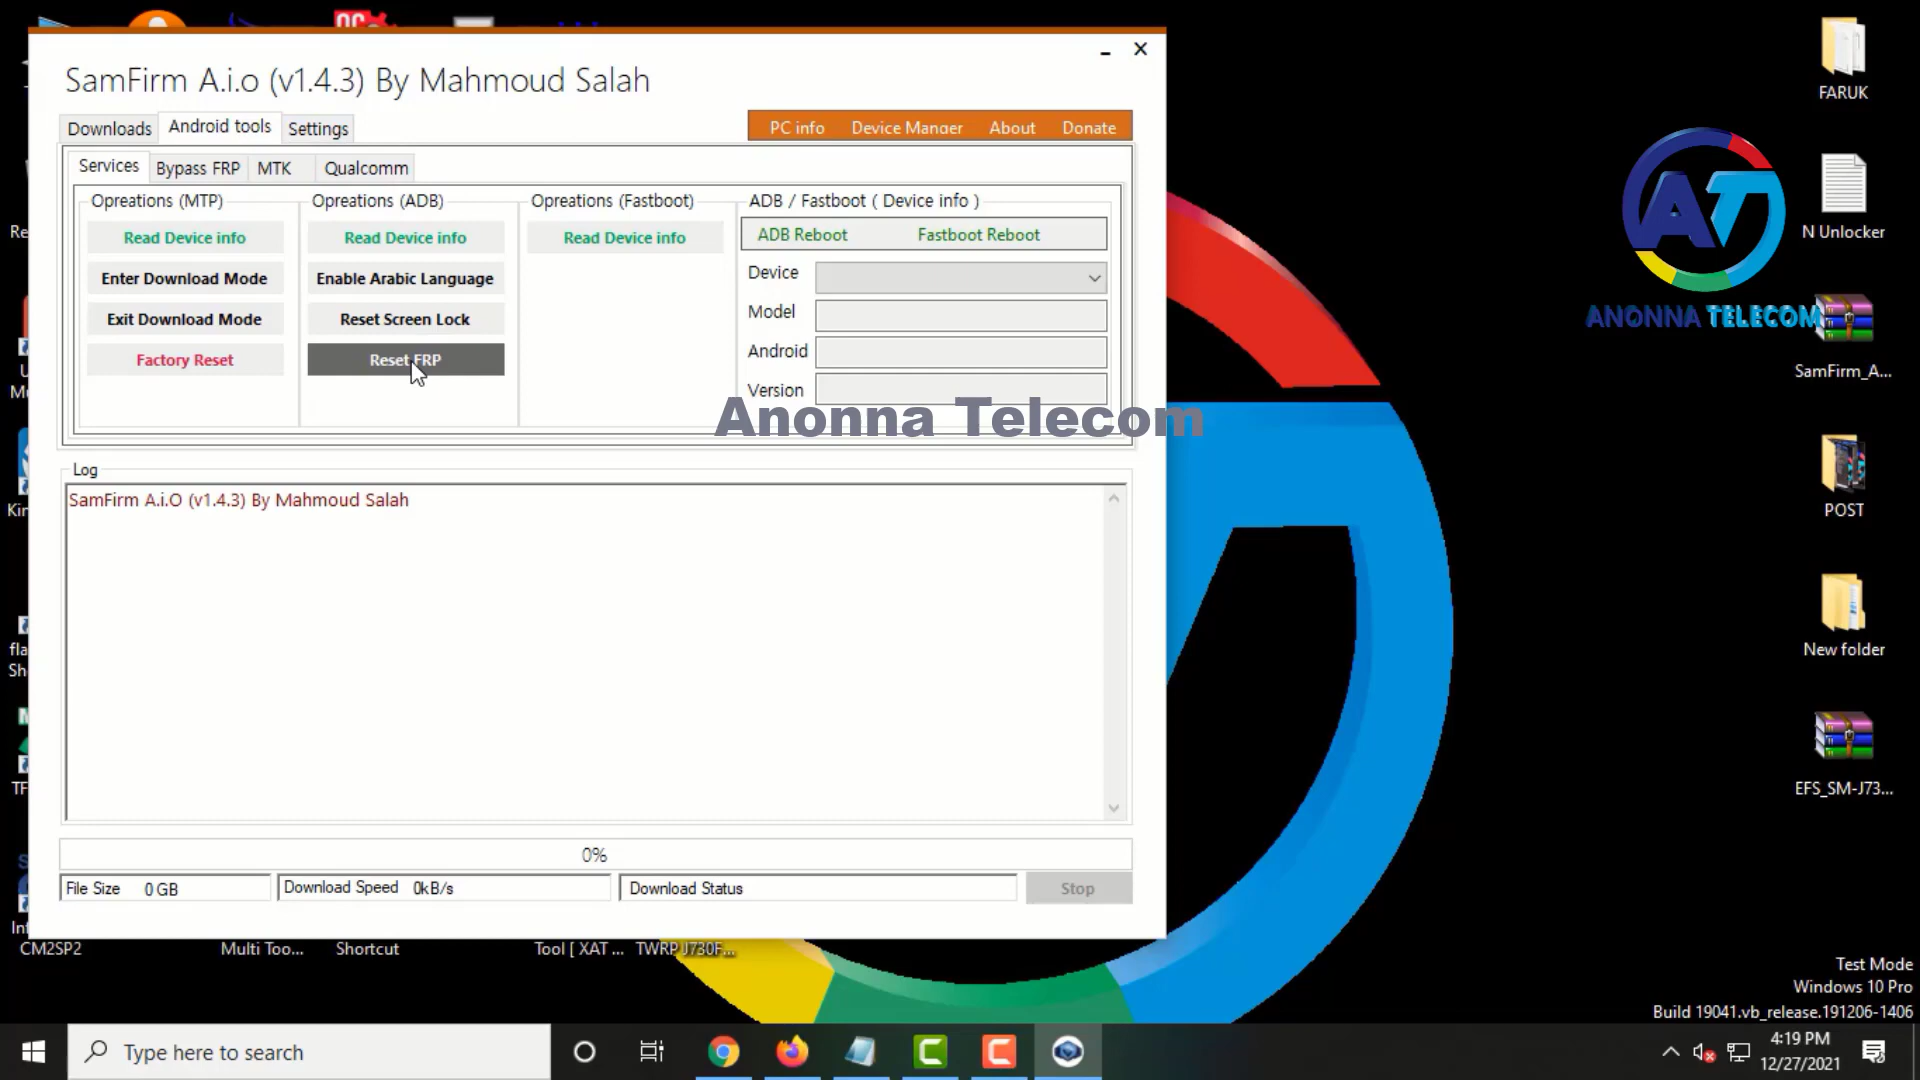 SamFirm A.i.o (v1.4.3) By Mahmoud Salah
Downloads
Android tools
Settings
PC info
Device Manger
About
Donate
Services
Bypass FRP
MTK
Qualcomm
Opreations (MTP)
Read Device info
Enter Download Mode
Exit Download Mode
Factory Reset
Opreations (ADB)
Read Device info
Enable Arabic Language
Reset Screen Lock
Reset FRP
Opreations (Fastboot)
Read Device info
ADB / Fastboot ( Device info )
ADB Reboot
Fastboot Reboot
Device
Model
Android
Version
Anonna Telecom
Log
SamFirm A.i.O (v1.4.3) By Mahmoud Salah
0%
File Size 0 GB
Download Speed 0kB/s
Download Status
Stop
CM2SP2
Multi Too...
Shortcut
Tool [ XAT ...
TWRP J730F...
FARUK
N Unlocker
AT
ANONNA TELECOM
SamFirm_A...
POST
New folder
EFS_SM-J73...
Test Mode
Windows 10 Pro
Build 19041.vb_release.191206-1406
Type here to search
4:19 PM
12/27/2021